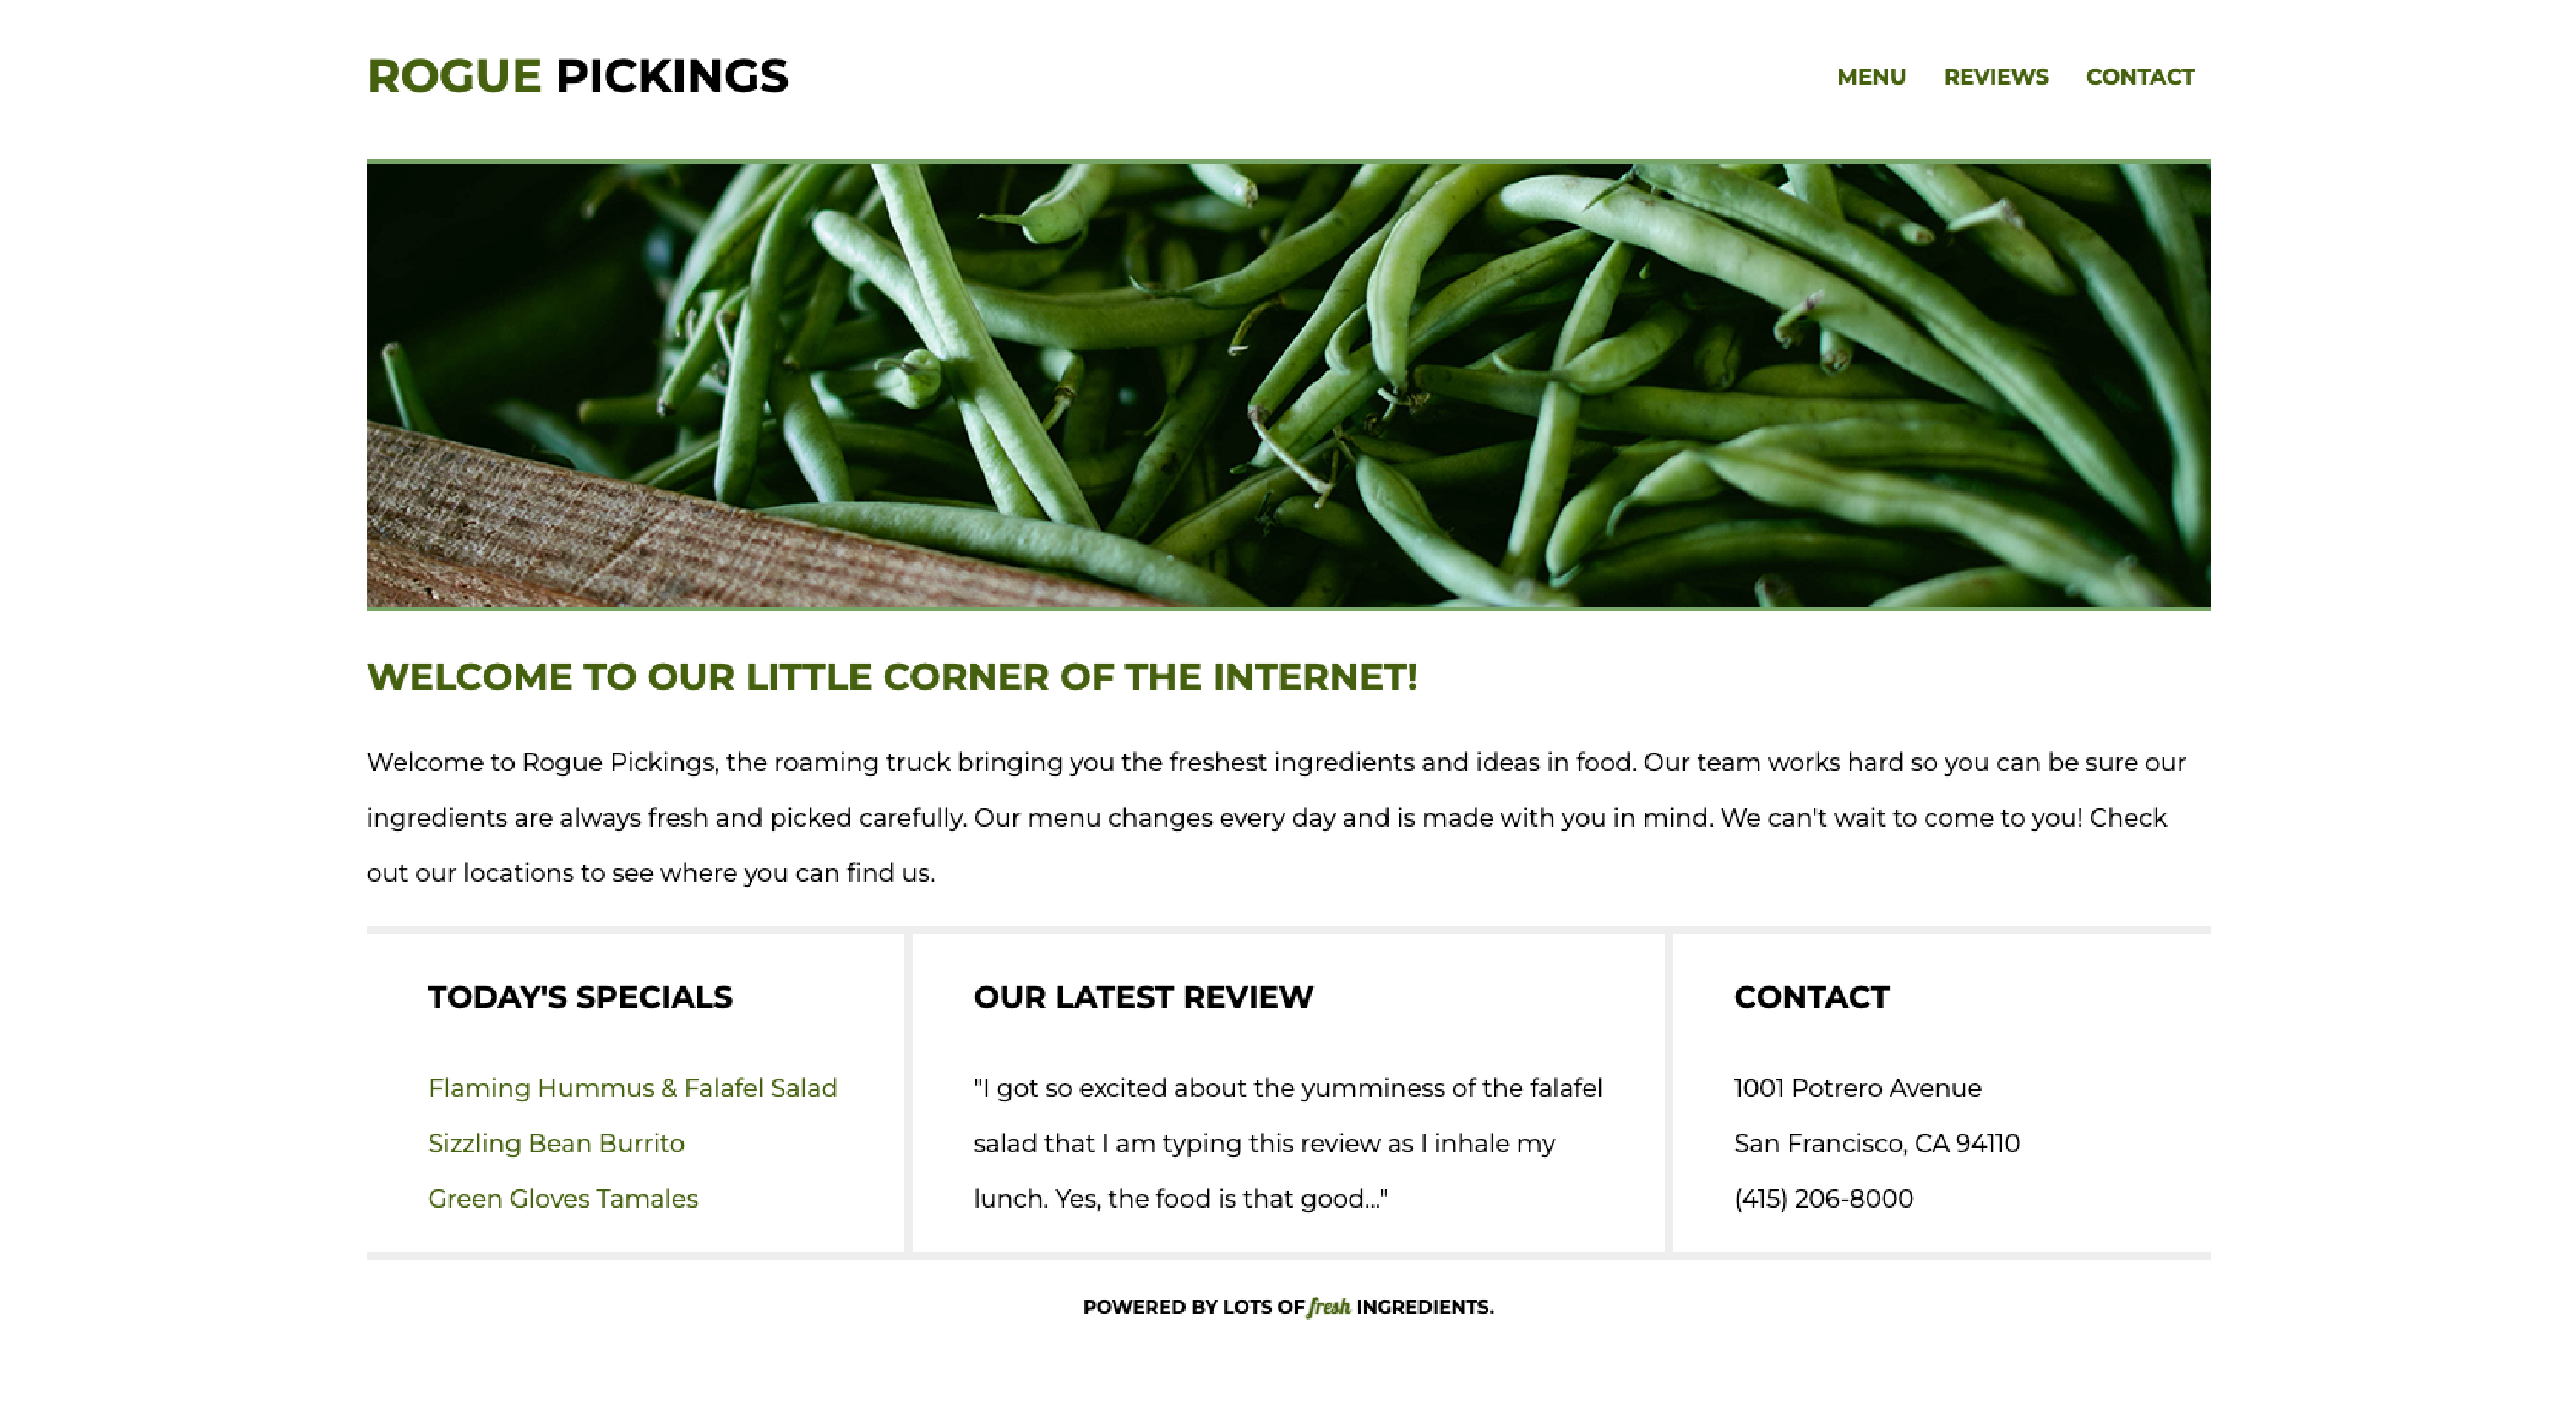 ROGUE PICKINGS
MENU REVIEWS CONTACT
WELCOME TO OUR LITTLE CORNER OF THE INTERNET!
Welcome to Rogue Pickings, the roaming truck bringing you the freshest ingredients and ideas in food. Our team works hard so you can be sure our
ingredients are always fresh and picked carefully. Our menu changes every day and is made with you in mind. We can't wait to come to you! Check
out our locations to see where you can find us.
TODAY'S SPECIALS
Flaming Hummus & Falafel Salad
Sizzling Bean Burrito
Green Gloves Tamales
OUR LATEST REVIEW
"I got so excited about the yumminess of the falafel
salad that I am typing this review as I inhale my
lunch. Yes, the food is that good..."
CONTACT
1001 Potrero Avenue
San Francisco, CA 94110
(415) 206-8000
POWERED BY LOTS OF fresh INGREDIENTS.